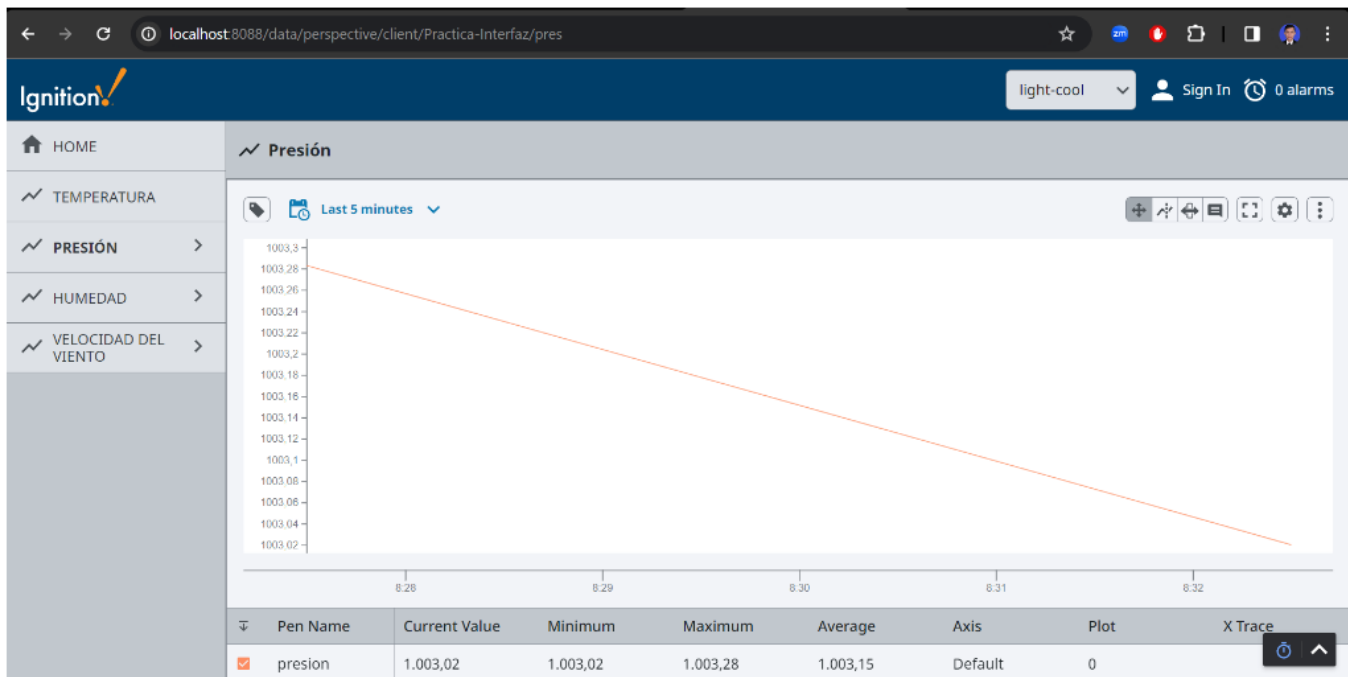 localhost:8088/data/perspective/client/Practica-Interfaz/pres
zm
Ignition!
light-cool
Sign In
0 alarms
HOME
TEMPERATURA
PRESIÓN
HUMEDAD
VELOCIDAD DEL
VIENTO
Presión
Last 5 minutes
1003,3
1003,28
1003,26
1003,24
1003,22
1003,2
1003,18
1003,16
1003,14
1003,12
1003,1
1003,08
1003,06
1003,04
1003,02
8:28 8:29 8:30 8:31 8:32
Pen Name Current Value Minimum Maximum Average Axis Plot X Trace
presion 1.003,02 1.003,02 1.003,28 1.003,15 Default 0